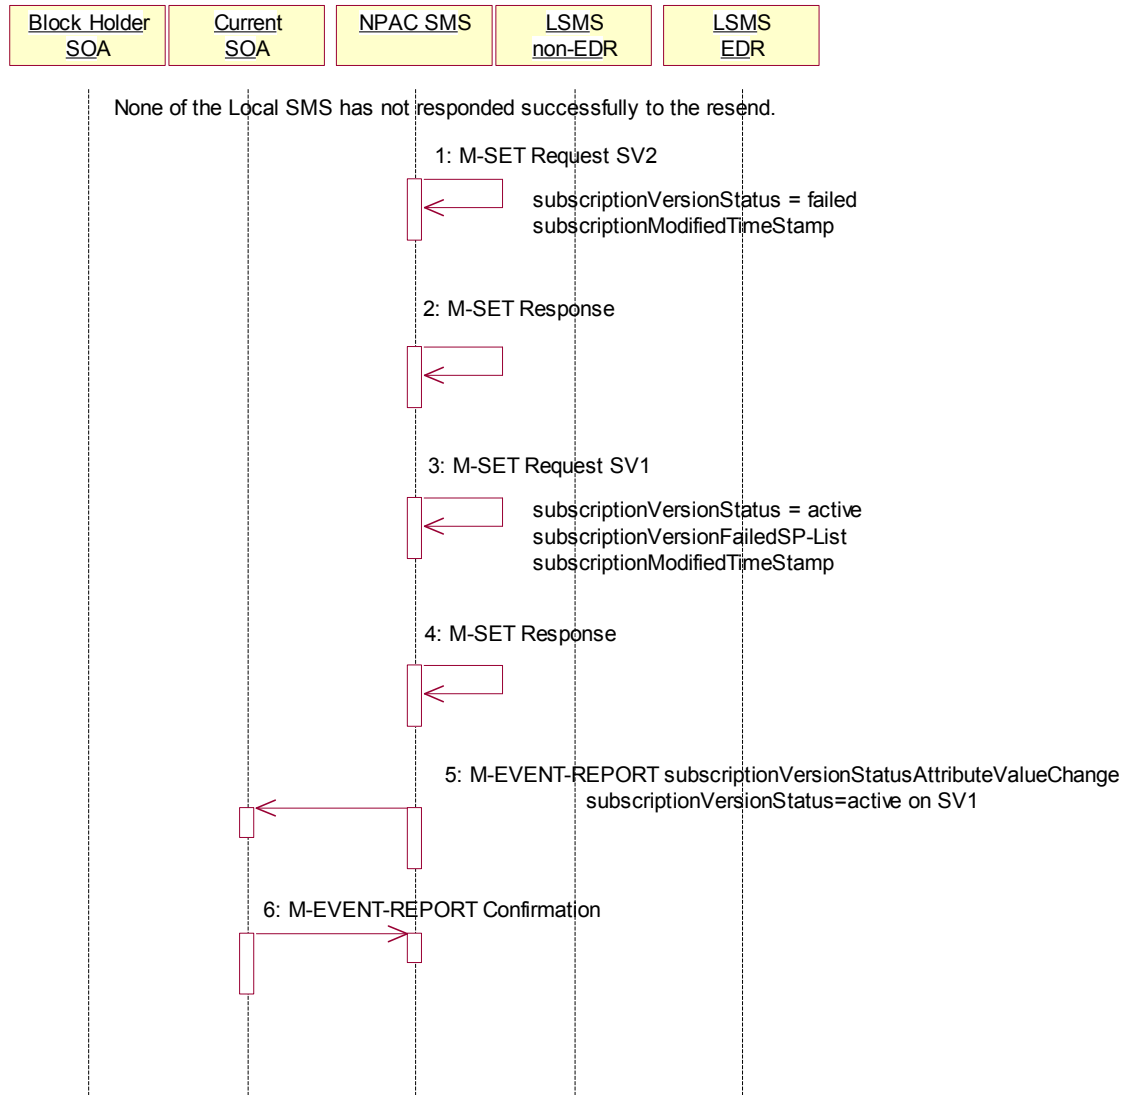 Block Holder
SOA
Current
SOA
NPAC SMS
LSMS
non-EDR
LSMS
EDR
None of the Local SMS has not responded successfully to the resend.
1: M-SET Request SV2
subscriptionVersionStatus = failed
subscriptionModifiedTimeStamp
2: M-SET Response
3: M-SET Request SV1
subscriptionVersionStatus = active
subscriptionVersionFailedSP-List
subscriptionModifiedTimeStamp
4: M-SET Response
5: M-EVENT-REPORT subscriptionVersionStatusAttributeValueChange
subscriptionVersionStatus=active on SV1
6: M-EVENT-REPORT Confirmation